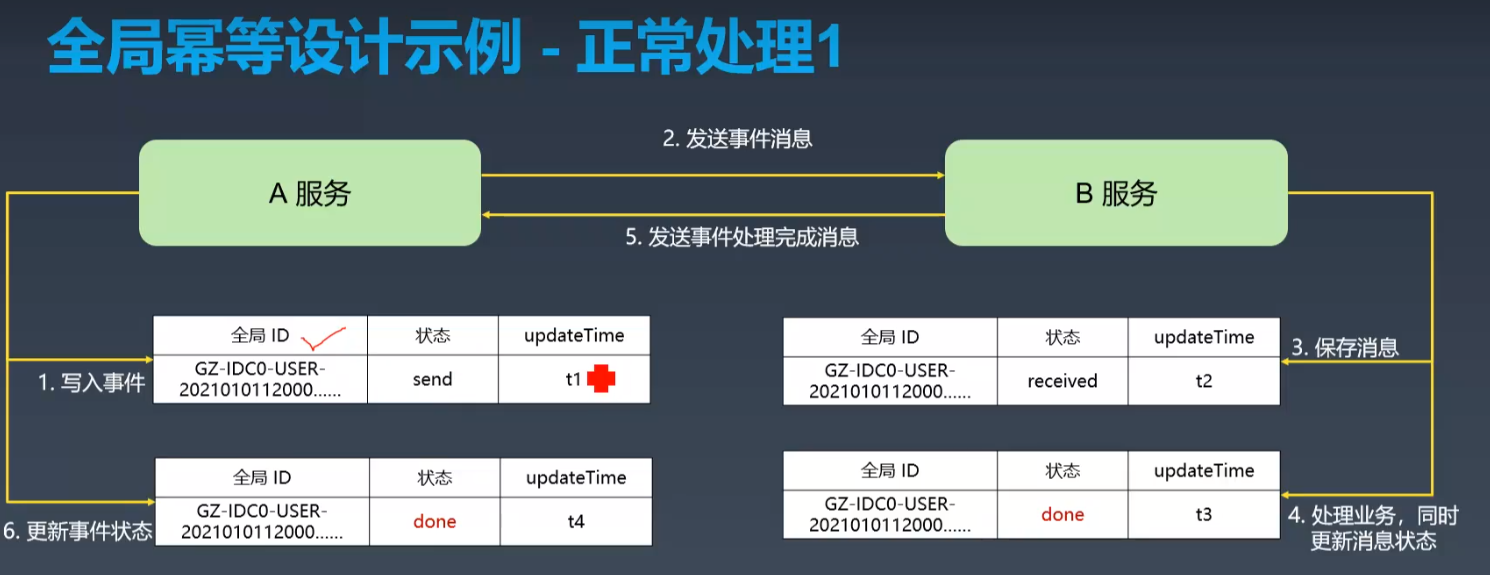 全局幂等设计示例 - 正常处理1
2. 发送事件消息
A 服务
B 服务
5. 发送事件处理完成消息
全局 ID
状态
updateTime
GZ-IDC0-USER-
2021010112000......
send
t1
1. 写入事件
全局 ID
状态
updateTime
GZ-IDC0-USER-
2021010112000......
received
t2
3. 保存消息
全局 ID
状态
updateTime
GZ-IDC0-USER-
2021010112000......
done
t4
6. 更新事件状态
全局 ID
状态
updateTime
GZ-IDC0-USER-
2021010112000......
done
t3
4. 处理业务，同时
更新消息状态